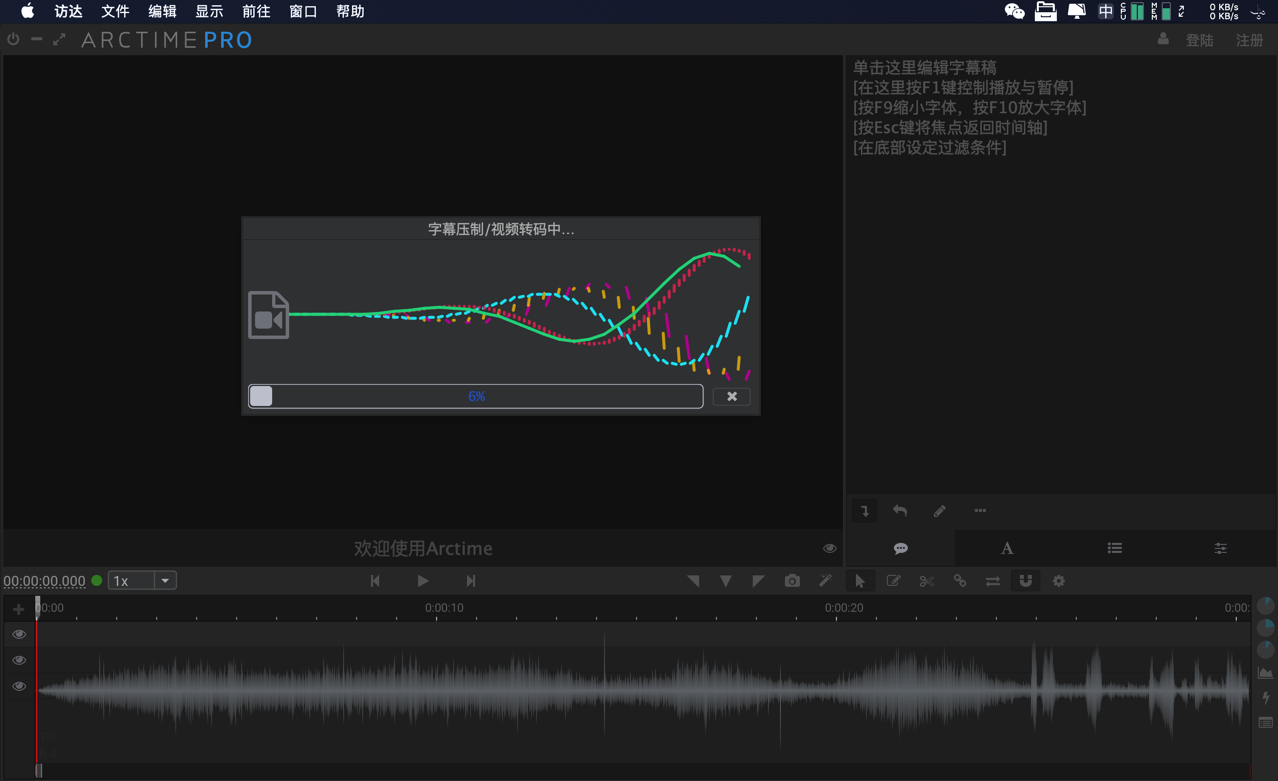 访达 文件 编辑 显示 前往 窗口 帮助 中 CPU MEM 0 KB/s
0 KB/s
ARCTIME PRO 登陆 注册
单击这里编辑字幕稿
[在这里按F1键控制播放与暂停]
[按F9缩小字体，按F10放大字体]
[按Esc键将焦点返回时间轴]
[在底部设定过滤条件]
字幕压制/视频转码中...
6%
欢迎使用Arctime
A
00:00:00.000 1x
00:00 0:00:10 0:00:20 0:00: